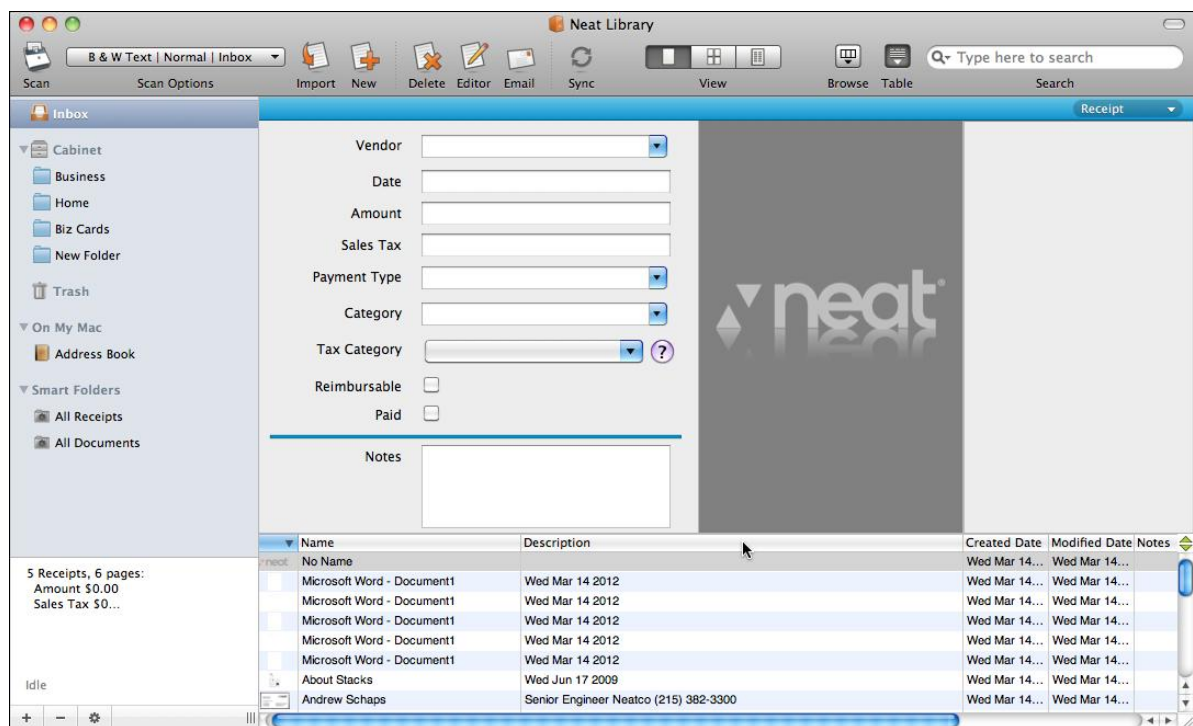 Neat Library
B & W Text | Normal | Inbox
Type here to search
Scan Scan Options Import New Delete Editor Email Sync View Browse Table Search
Inbox
Receipt
Cabinet
Business
Home
Biz Cards
New Folder
Trash
On My Mac
Address Book
Smart Folders
All Receipts
All Documents
Vendor
Date
Amount
Sales Tax
Payment Type
Category
Tax Category ?
Reimbursable
Paid
Notes
neat
Name Description Created Date Modified Date Notes
neat No Name Wed Mar 14... Wed Mar 14...
Microsoft Word - Document1 Wed Mar 14 2012 Wed Mar 14... Wed Mar 14...
Microsoft Word - Document1 Wed Mar 14 2012 Wed Mar 14... Wed Mar 14...
Microsoft Word - Document1 Wed Mar 14 2012 Wed Mar 14... Wed Mar 14...
Microsoft Word - Document1 Wed Mar 14 2012 Wed Mar 14... Wed Mar 14...
Microsoft Word - Document1 Wed Mar 14 2012 Wed Mar 14... Wed Mar 14...
About Stacks Wed Jun 17 2009 Wed Mar 14... Wed Mar 14...
Andrew Schaps Senior Engineer Neatco (215) 382-3300 Wed Mar 14... Wed Mar 14...
5 Receipts, 6 pages:
Amount $0.00
Sales Tax $0...
Idle